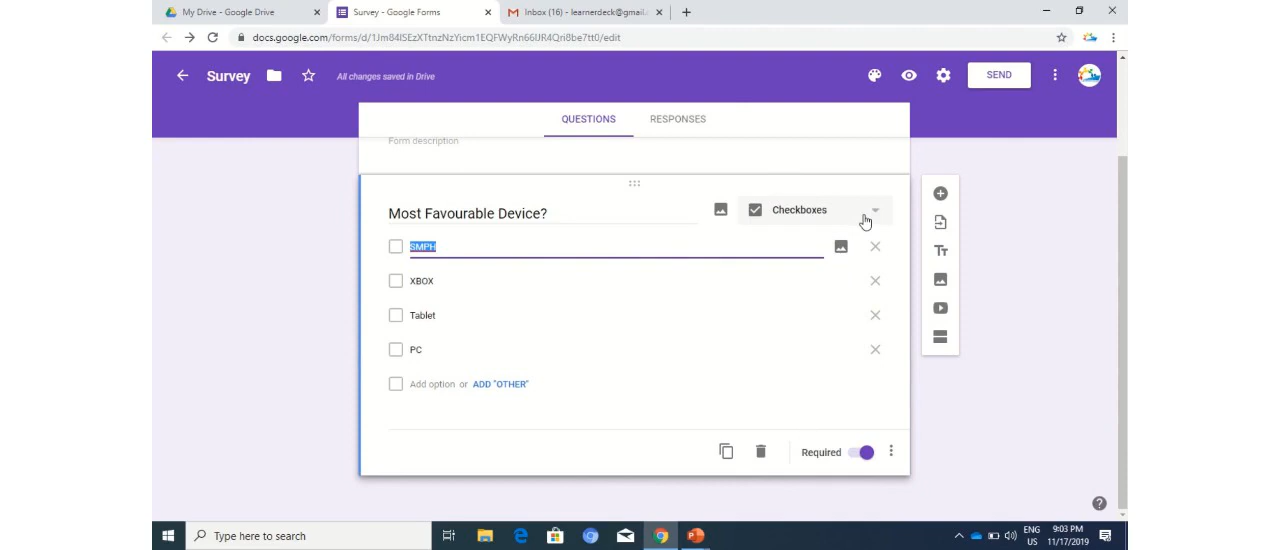 My Drive - Google Drive
Survey - Google Forms
Inbox (16) - learnerdeck@gmail.
docs.google.com/forms/d/1Jm84lSEzXTtnzNzYicm1EQFWyRn66lJR4Qri8be7tt0/edit
Survey
All changes saved in Drive
SEND
QUESTIONS
RESPONSES
Form description
Most Favourable Device?
Checkboxes
SMPH
XBOX
Tablet
PC
Add option or ADD "OTHER"
Required
Type here to search
ENG
US
9:03 PM
11/17/2019